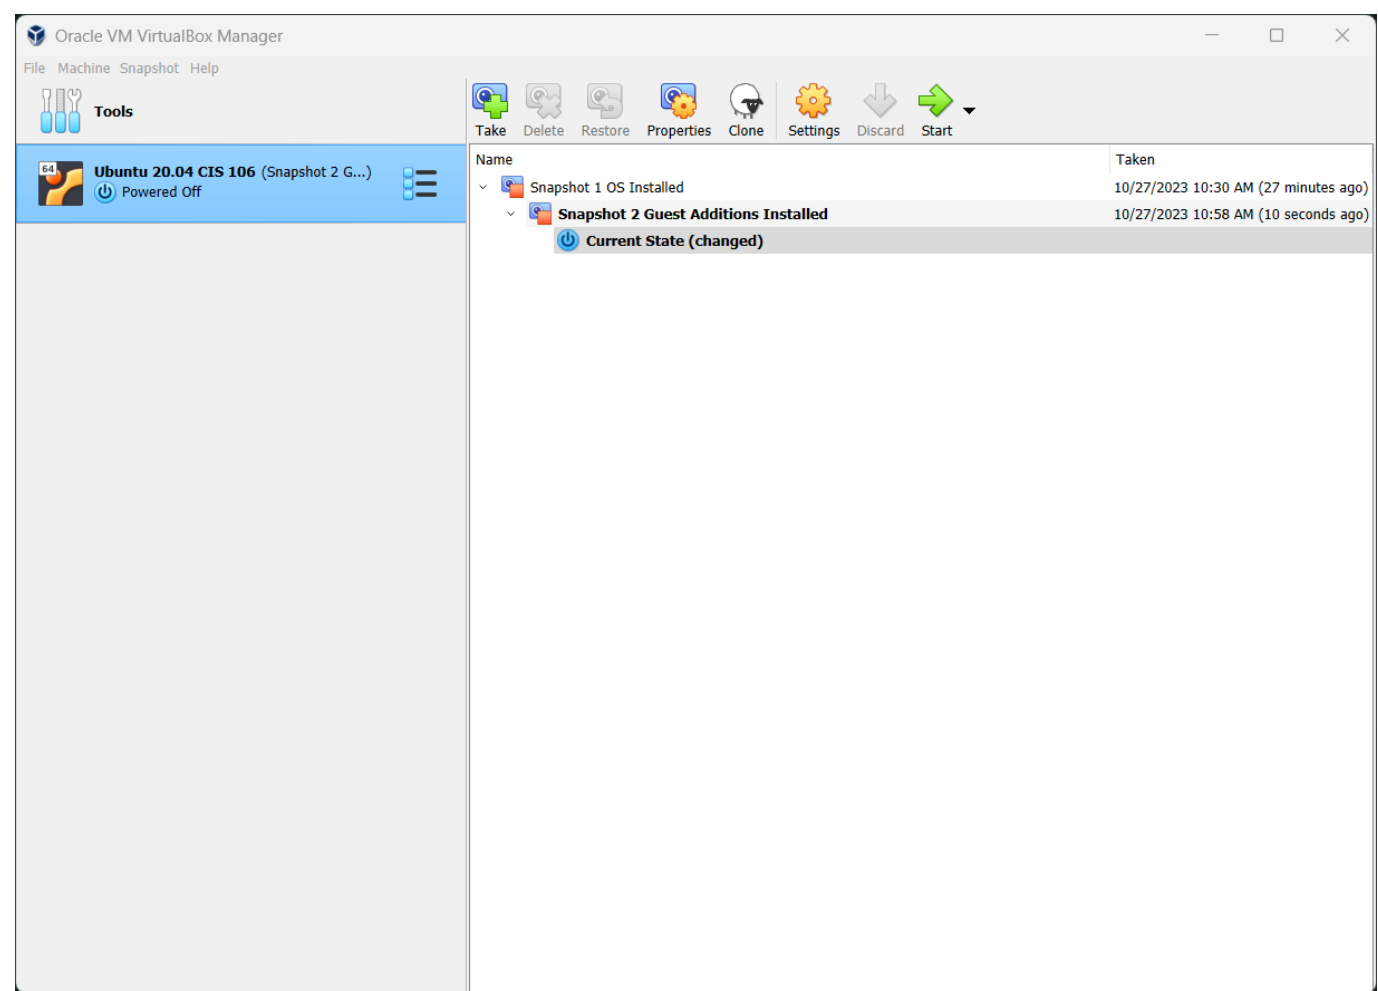 Oracle VM VirtualBox Manager
File Machine Snapshot Help
Tools
Take Delete Restore Properties Clone Settings Discard Start
64
Ubuntu 20.04 CIS 106 (Snapshot 2 G...)
Powered Off
Name Taken
Snapshot 1 OS Installed 10/27/2023 10:30 AM (27 minutes ago)
Snapshot 2 Guest Additions Installed 10/27/2023 10:58 AM (10 seconds ago)
Current State (changed)